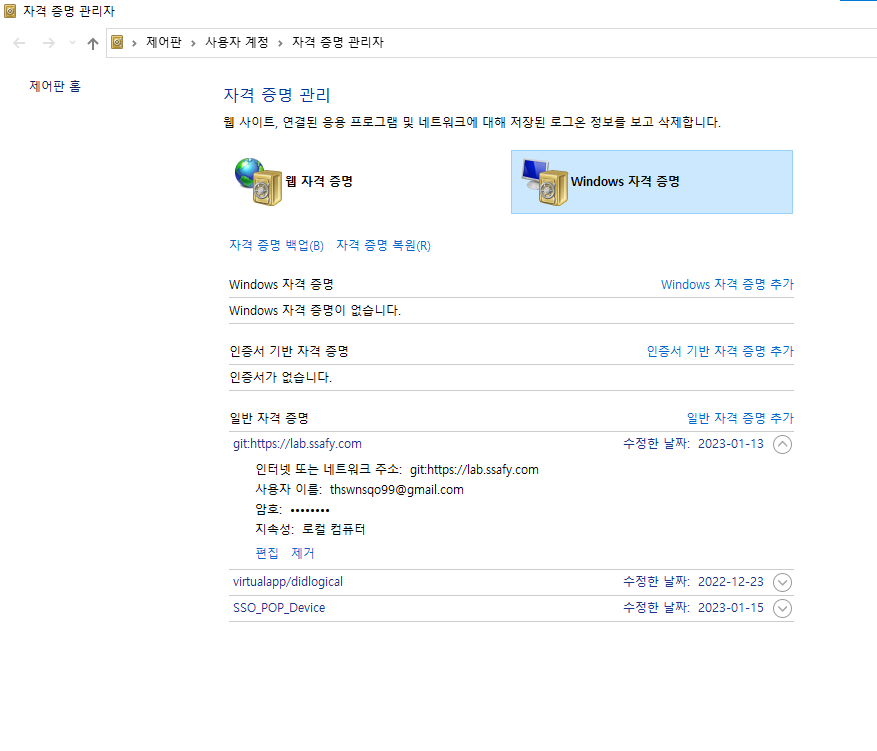 자격 증명 관리자
제어판 > 사용자 계정 > 자격 증명 관리자
제어판 홈
자격 증명 관리
웹 사이트, 연결된 응용 프로그램 및 네트워크에 대해 저장된 로그온 정보를 보고 삭제합니다.
웹 자격 증명
Windows 자격 증명
자격 증명 백업(B) 자격 증명 복원(R)
Windows 자격 증명 Windows 자격 증명 추가
Windows 자격 증명이 없습니다.
인증서 기반 자격 증명 인증서 기반 자격 증명 추가
인증서가 없습니다.
일반 자격 증명 일반 자격 증명 추가
git:https://lab.ssafy.com 수정한 날짜: 2023-01-13
인터넷 또는 네트워크 주소: git:https://lab.ssafy.com
사용자 이름: thswnsqo99@gmail.com
암호: ••••••••
지속성: 로컬 컴퓨터
편집 제거
virtualapp/didlogical 수정한 날짜: 2022-12-23
SSO_POP_Device 수정한 날짜: 2023-01-15